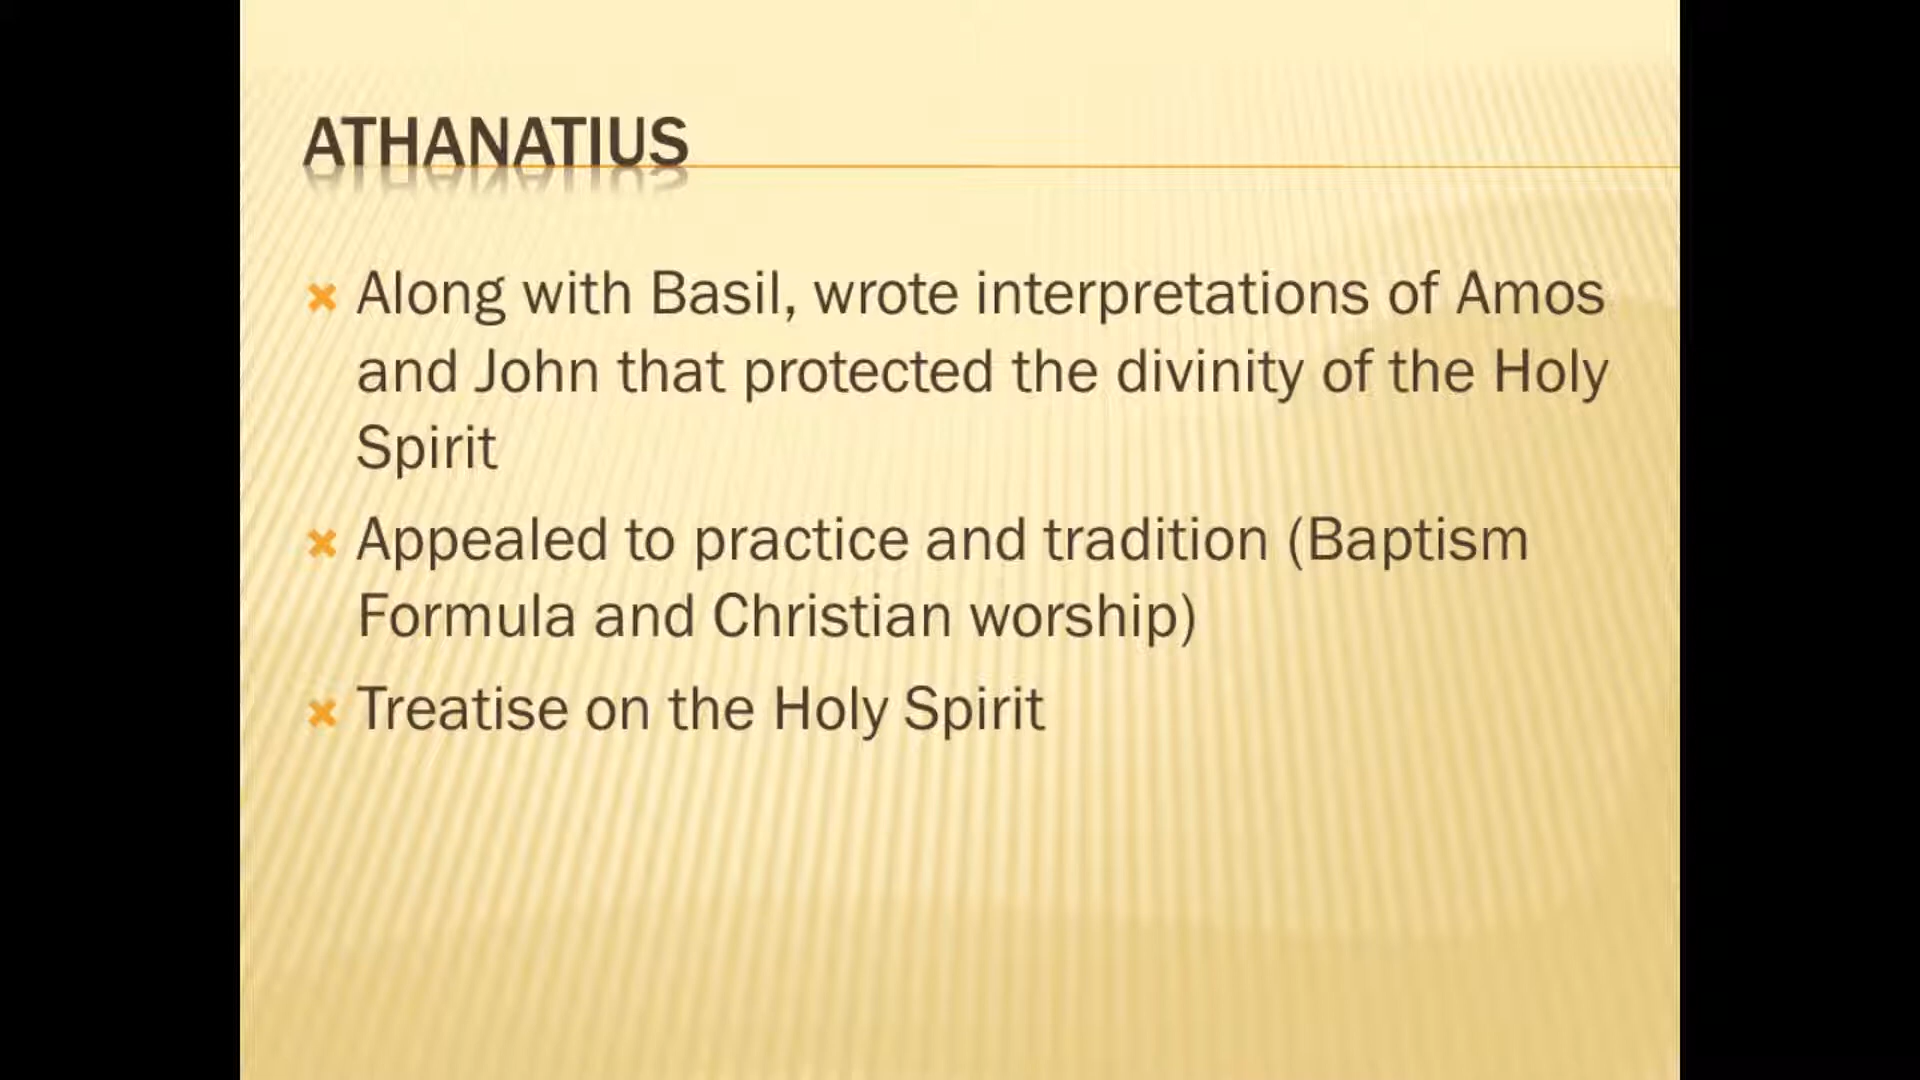 ATHANATIUS
Along with Basil, wrote interpretations of Amos
and John that protected the divinity of the Holy
Spirit
Appealed to practice and tradition (Baptism
Formula and Christian worship)
Treatise on the Holy Spirit